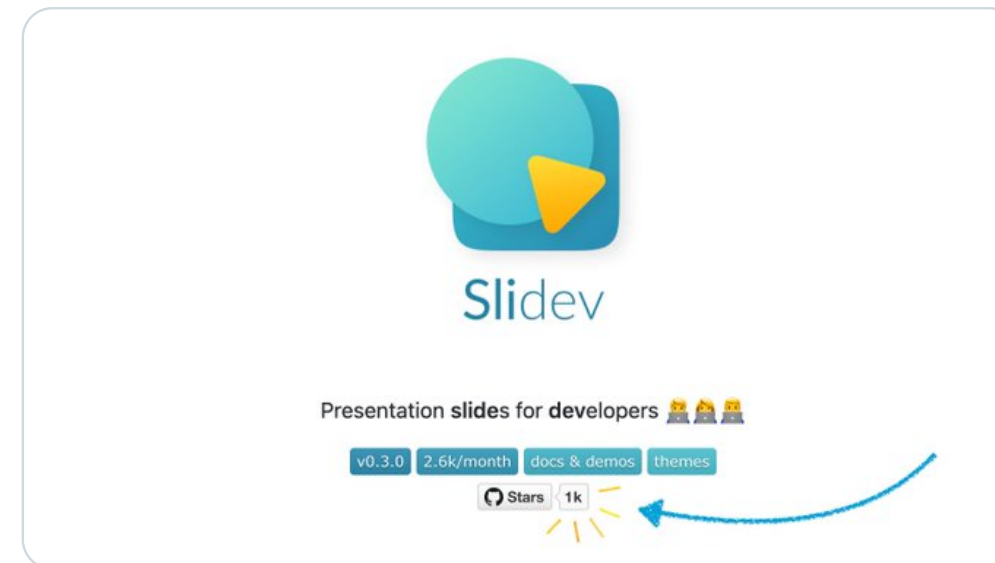 Slidev
Presentation slides for developers 🧑‍💻👩‍💻👨‍💻
v0.3.0 2.6k/month docs & demos themes
Stars 1k